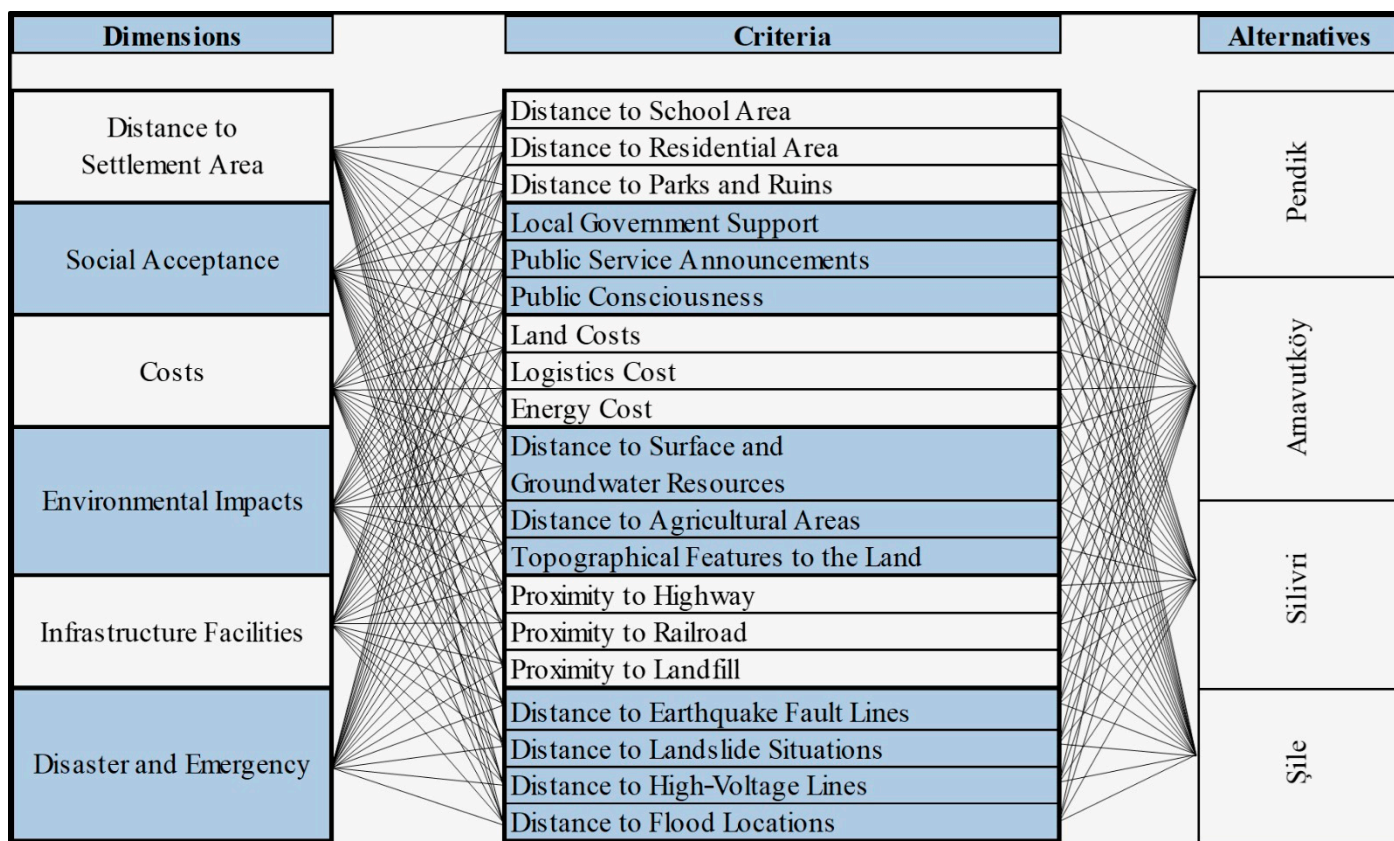 Dimensions
Criteria
Alternatives
Distance to
Settlement Area
Social Acceptance
Costs
Environmental Impacts
Infrastructure Facilities
Disaster and Emergency
Distance to School Area
Distance to Residential Area
Distance to Parks and Ruins
Local Government Support
Public Service Announcements
Public Consciousness
Land Costs
Logistics Cost
Energy Cost
Distance to Surface and
Groundwater Resources
Distance to Agricultural Areas
Topographical Features to the Land
Proximity to Highway
Proximity to Railroad
Proximity to Landfill
Distance to Earthquake Fault Lines
Distance to Landslide Situations
Distance to High-Voltage Lines
Distance to Flood Locations
Pendik
Arnavutköy
Silivri
Şile